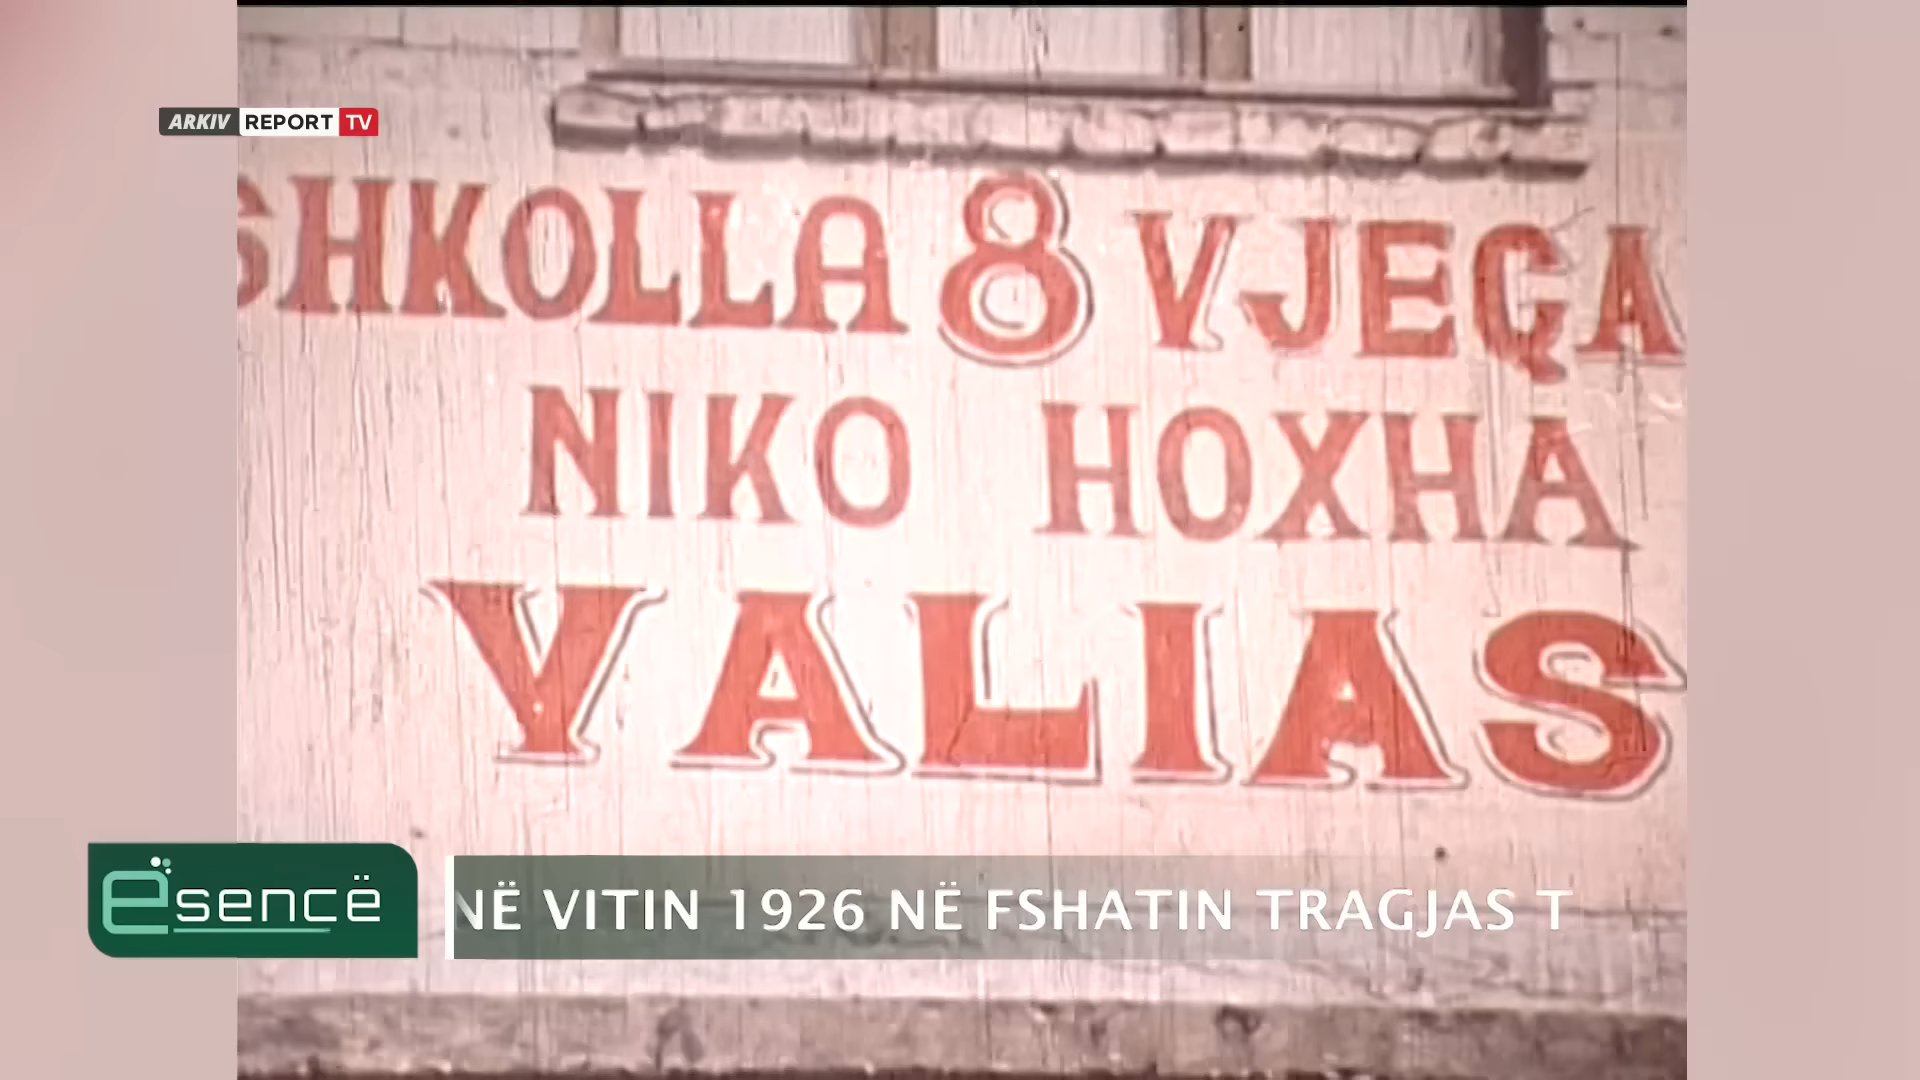 ARKIV REPORT TV
SHKOLLA 8 VJEÇA
NIKO HOXHA
VALIAS
ësencë
NË VITIN 1926 NË FSHATIN TRAGJAS T